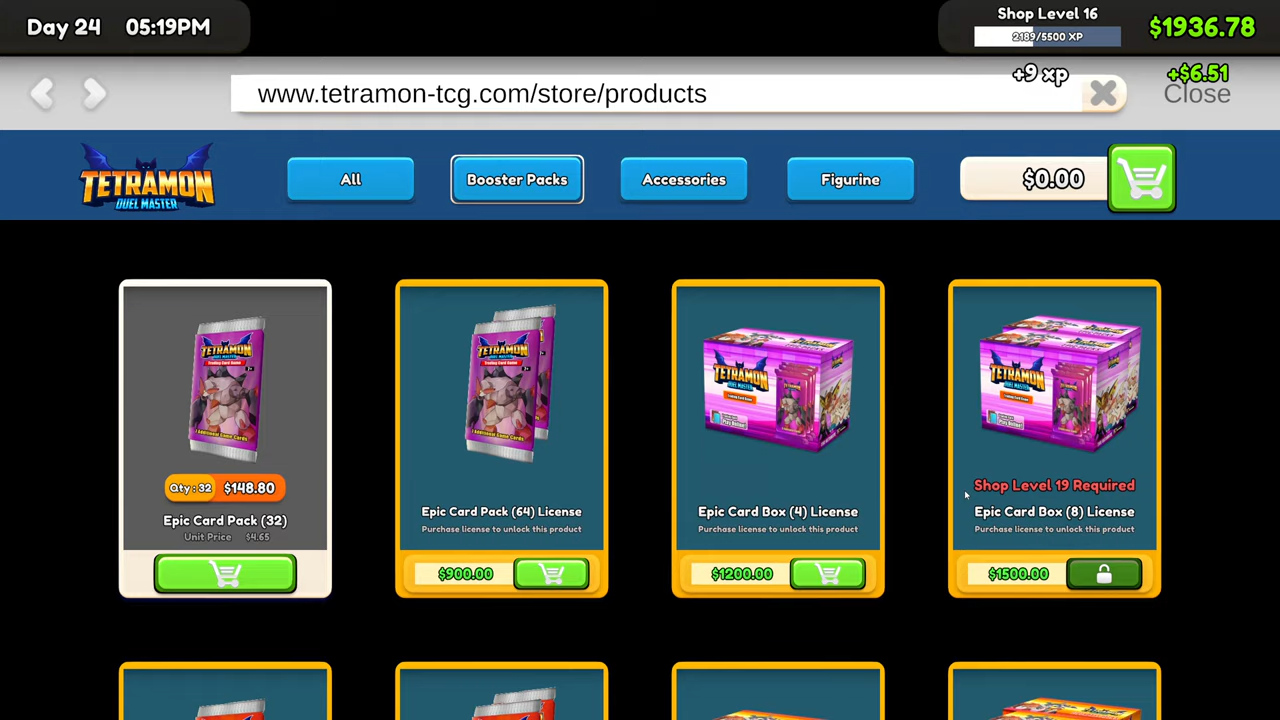 Day 24 05:19PM
Shop Level 16
2189/5500 XP
$1936.78
+9 xp
+$6.51
www.tetramon-tcg.com/store/products
Close
TETRAMON
DUEL MASTER
All
Booster Packs
Accessories
Figurine
$0.00
TETRAMON
TETRAMON
TETRAMON
TETRAMON
Qty : 32 $148.80
Epic Card Pack (32)
Unit Price $4.65
Epic Card Pack (64) License
Purchase license to unlock this product
$900.00
Epic Card Box (4) License
Purchase license to unlock this product
$1200.00
Shop Level 19 Required
Epic Card Box (8) License
Purchase license to unlock this product
$1500.00